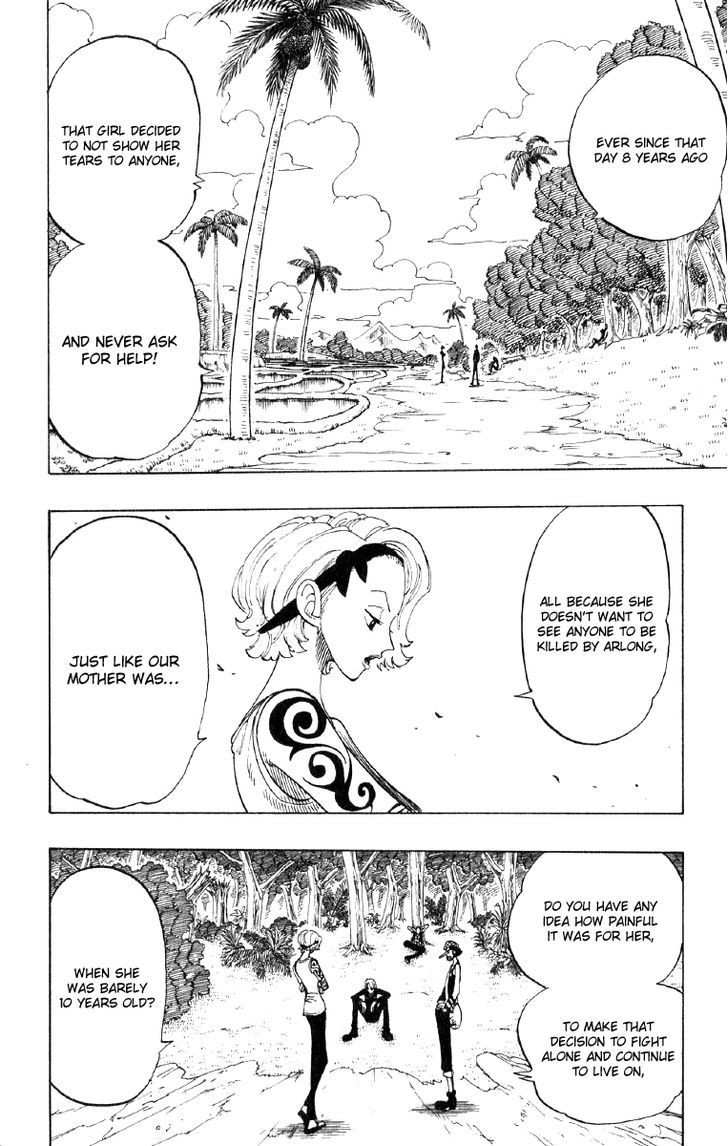 EVER SINCE THAT
DAY 8 YEARS AGO
THAT GIRL DECIDED
TO NOT SHOW HER
TEARS TO ANYONE,
AND NEVER ASK
FOR HELP!
ALL BECAUSE SHE
DOESN'T WANT TO
SEE ANYONE TO BE
KILLED BY ARLONG,
JUST LIKE OUR
MOTHER WAS...
DO YOU HAVE ANY
IDEA HOW PAINFUL
IT WAS FOR HER,
TO MAKE THAT
DECISION TO FIGHT
ALONE AND CONTINUE
TO LIVE ON,
WHEN SHE
WAS BARELY
10 YEARS OLD?